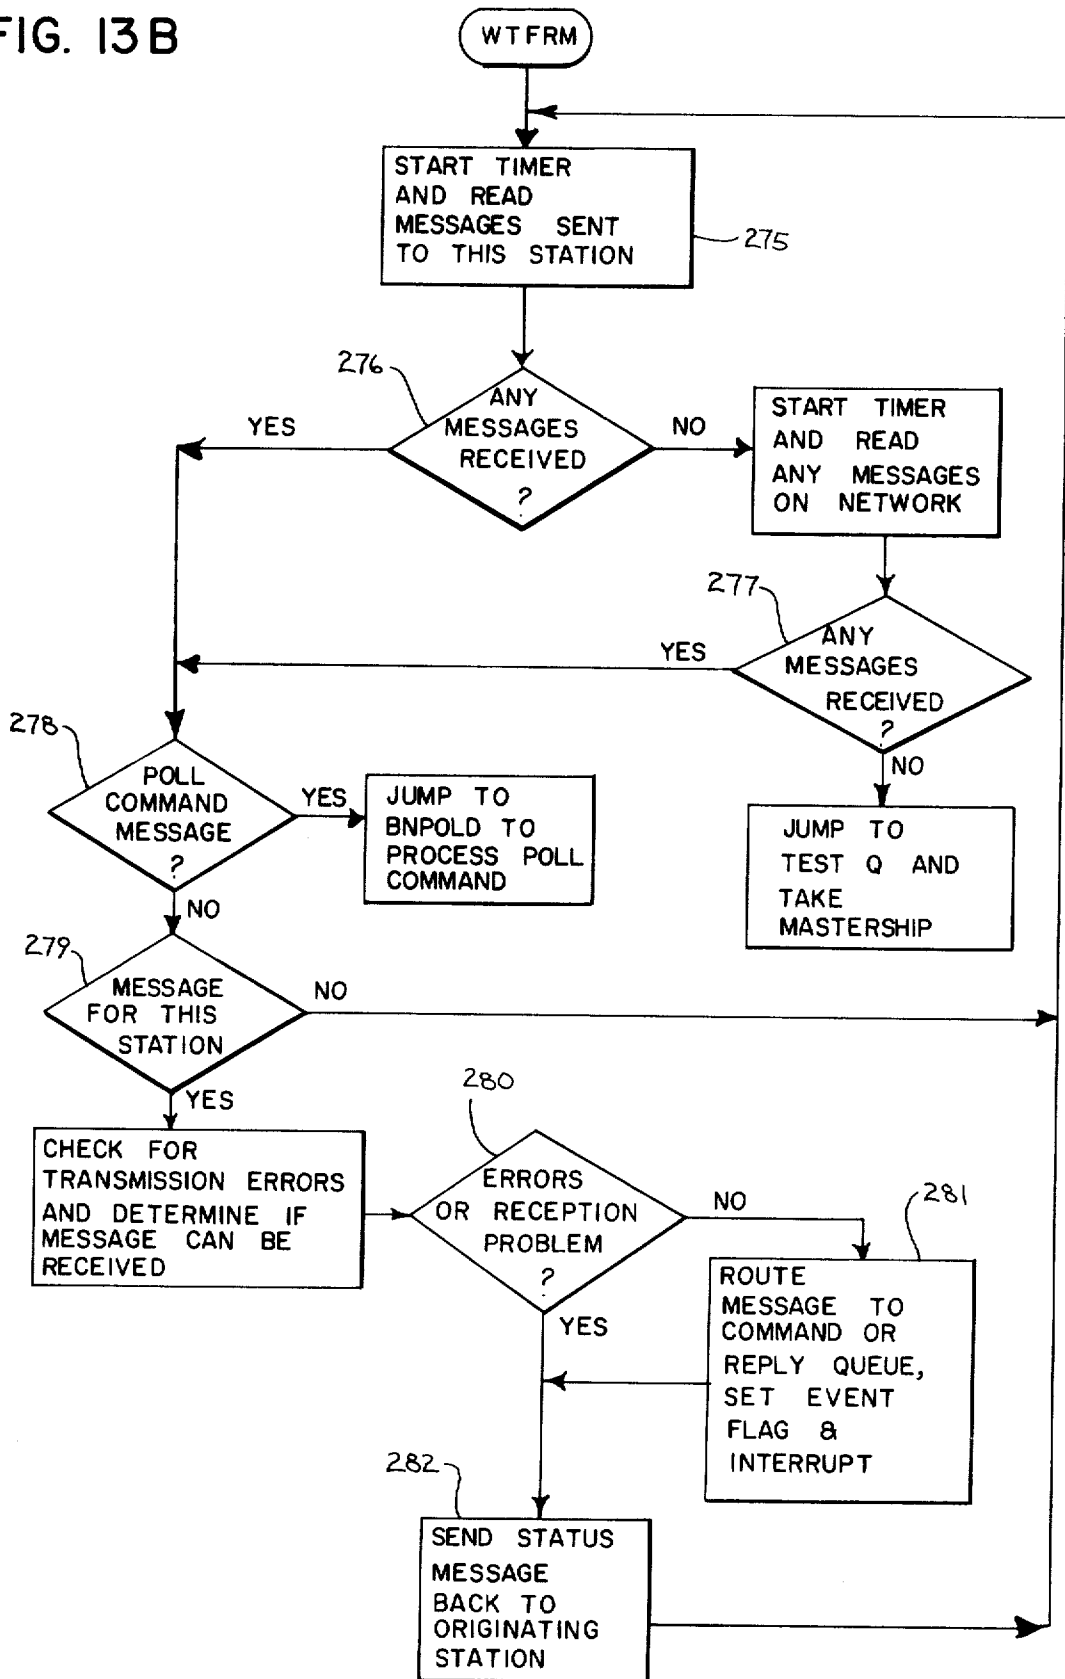 FIG. 13B
WTFRM
START TIMER
AND READ
MESSAGES SENT
TO THIS STATION
275
276
ANY
MESSAGES
RECEIVED
?
YES
NO
START TIMER
AND READ
ANY MESSAGES
ON NETWORK
277
ANY
MESSAGES
RECEIVED
?
YES
NO
JUMP TO
TEST Q AND
TAKE
MASTERSHIP
278
POLL
COMMAND
MESSAGE
?
YES
JUMP TO
BNPOLD TO
PROCESS POLL
COMMAND
NO
279
MESSAGE
FOR THIS
STATION
NO
YES
CHECK FOR
TRANSMISSION ERRORS
AND DETERMINE IF
MESSAGE CAN BE
RECEIVED
280
ERRORS
OR RECEPTION
PROBLEM
?
NO
YES
281
ROUTE
MESSAGE TO
COMMAND OR
REPLY QUEUE,
SET EVENT
FLAG &
INTERRUPT
282
SEND STATUS
MESSAGE
BACK TO
ORIGINATING
STATION